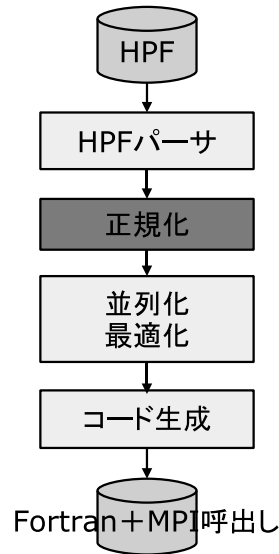 HPF
HPFパーサ
正規化
並列化
最適化
コード生成
Fortran＋MPI呼出し